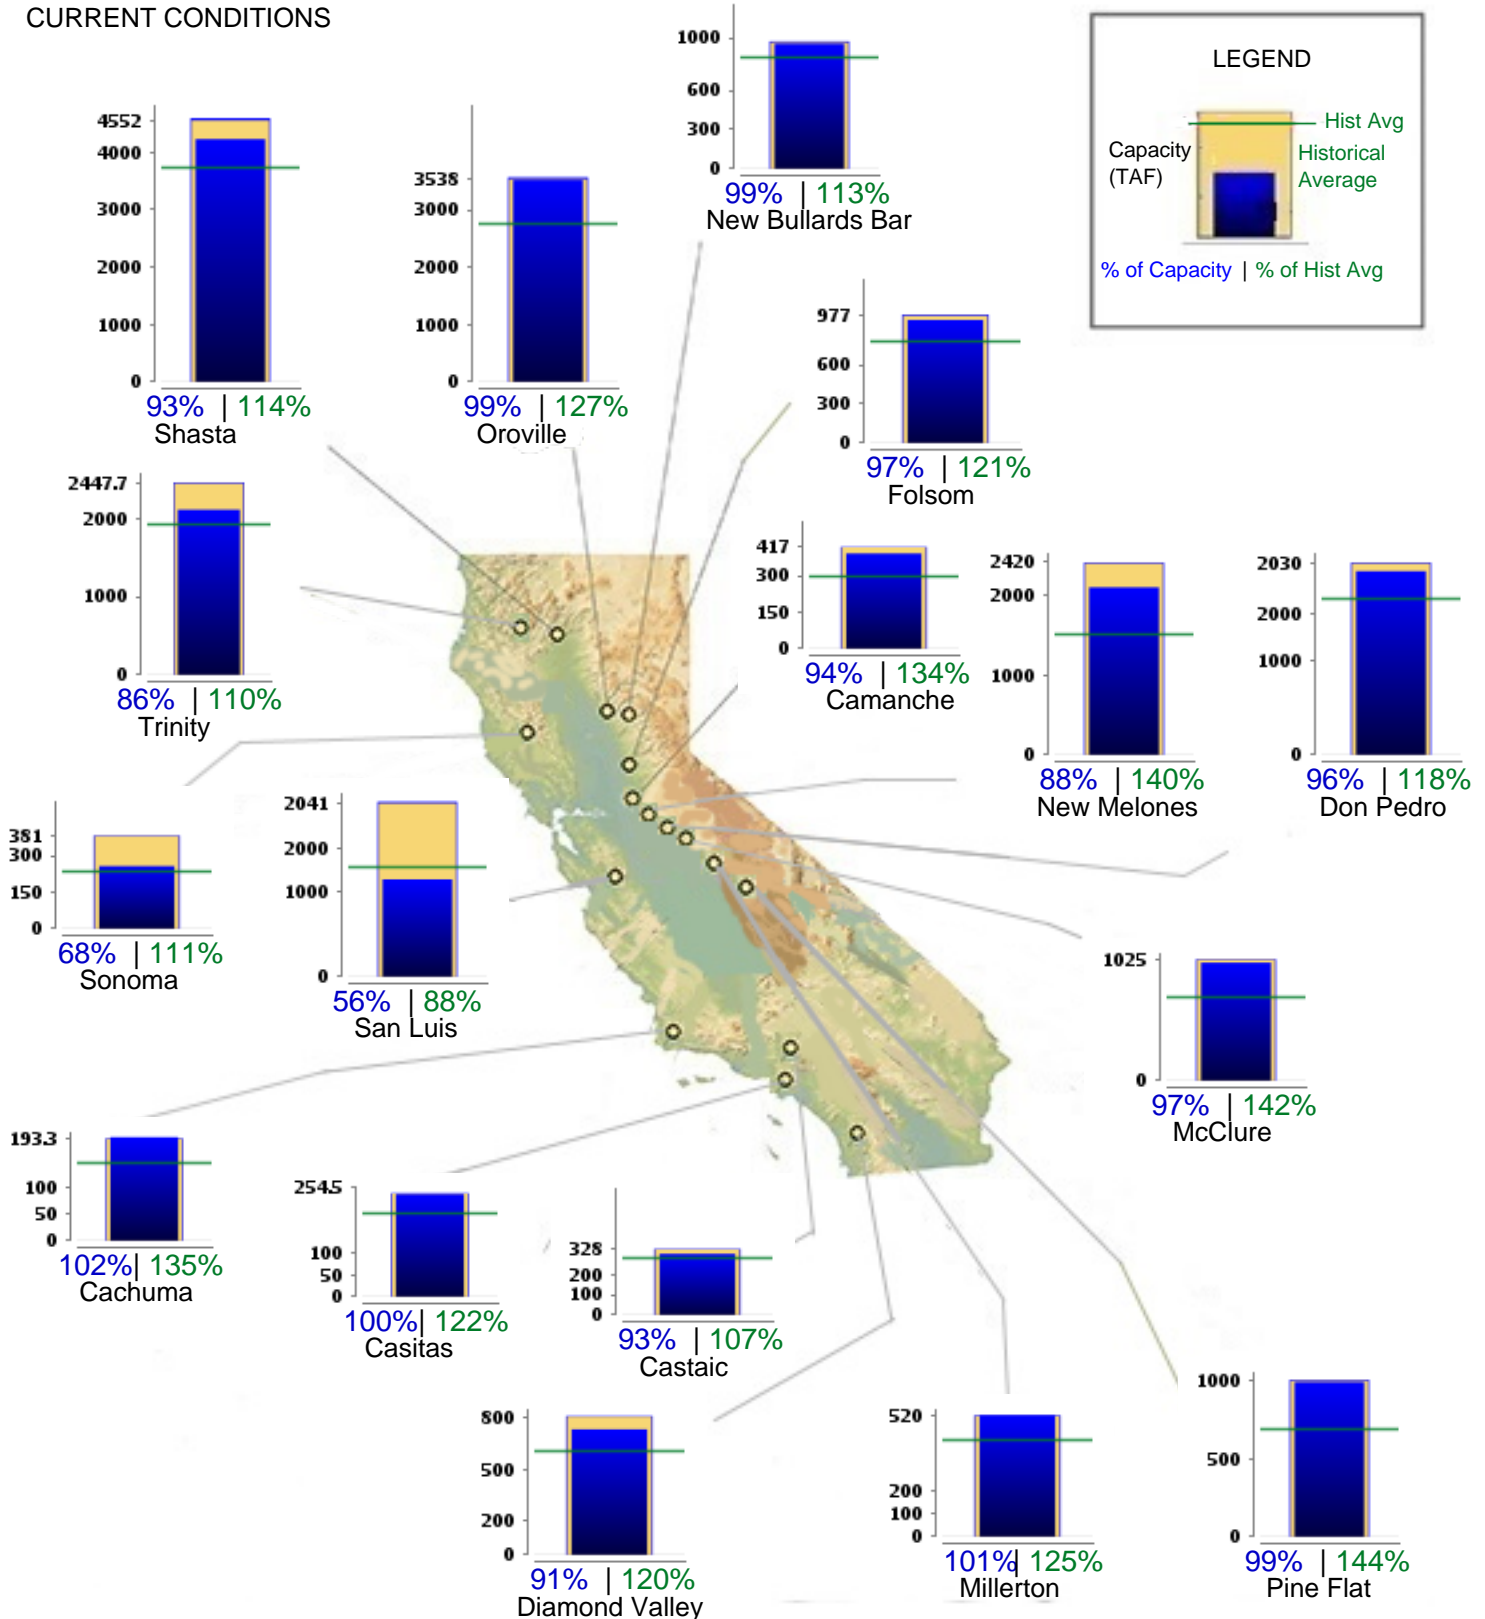 CURRENT CONDITIONS
LEGEND
Hist Avg
Capacity
(TAF)
Historical
Average
% of Capacity | % of Hist Avg
1000
600
300
0
99% | 113%
New Bullards Bar
4552
4000
3000
2000
1000
0
93% | 114%
Shasta
3538
3000
2000
1000
0
99% | 127%
Oroville
977
600
300
0
97% | 121%
Folsom
2447.7
2000
1000
0
86% | 110%
Trinity
417
300
150
0
94% | 134%
Camanche
2420
2000
1000
0
88% | 140%
New Melones
2030
2000
1000
0
96% | 118%
Don Pedro
381
300
150
0
68% | 111%
Sonoma
2041
2000
1000
0
56% | 88%
San Luis
1025
0
97% | 142%
McClure
193.3
100
50
0
102% | 135%
Cachuma
254.5
100
50
0
100% | 122%
Casitas
328
200
100
0
93% | 107%
Castaic
800
500
200
0
91% | 120%
Diamond Valley
520
200
100
0
101% | 125%
Millerton
1000
500
0
99% | 144%
Pine Flat